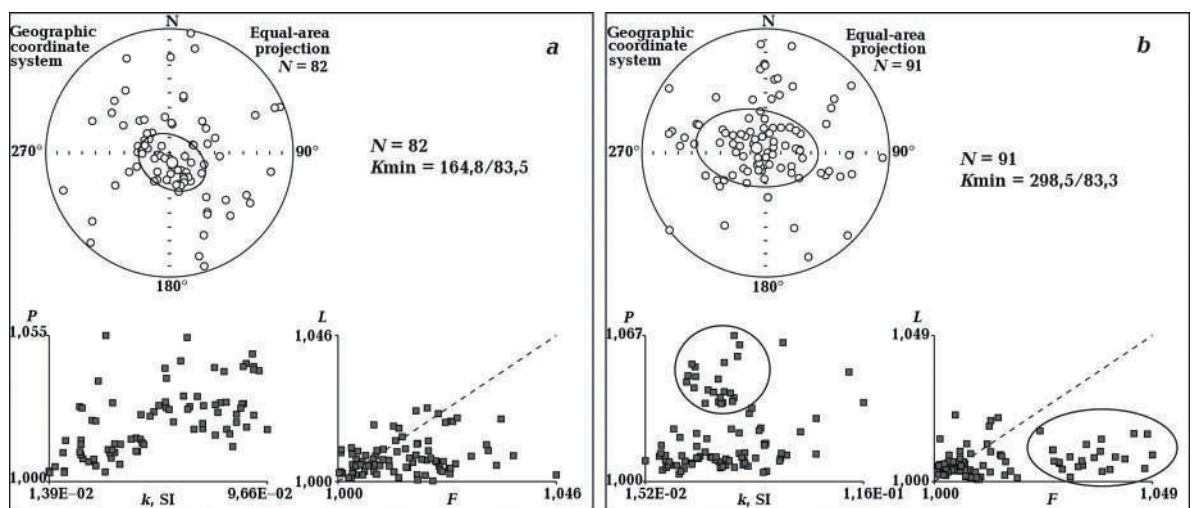 Geographic
coordinate
system
N
Equal-area
projection
N = 82
a
270°
90°
180°
N = 82
Kmin = 164,8/83,5
P
1,055
1,000
1,39E–02
k, SI
9,66E–02
L
1,046
1,000
1,000
F
1,046
Geographic
coordinate
system
N
Equal-area
projection
N = 91
b
270°
90°
180°
N = 91
Kmin = 298,5/83,3
P
1,067
1,000
1,52E–02
k, SI
1,16E–01
L
1,049
1,000
1,000
F
1,049